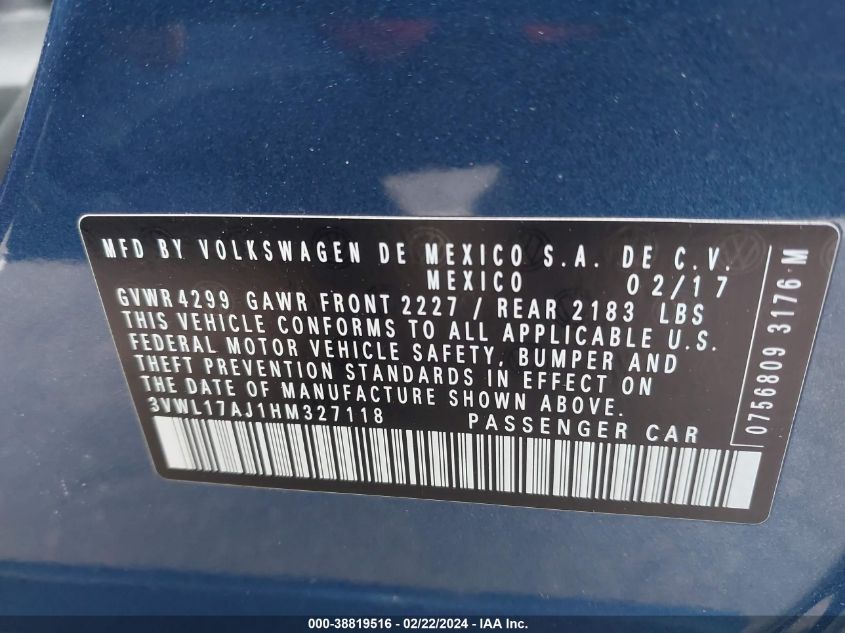 MFD BY VOLKSWAGEN DE MEXICO S.A. DE C.V.
MEXICO 02/17
GVWR 4299 GAWR FRONT 2227 / REAR 2183 LBS
THIS VEHICLE CONFORMS TO ALL APPLICABLE U.S.
FEDERAL MOTOR VEHICLE SAFETY, BUMPER AND
THEFT PREVENTION STANDARDS IN EFFECT ON
THE DATE OF MANUFACTURE SHOWN ABOVE.
3VWL17AJ1HM327118 PASSENGER CAR
0756809 3176 M
000-38819516 - 02/22/2024 - IAA Inc.